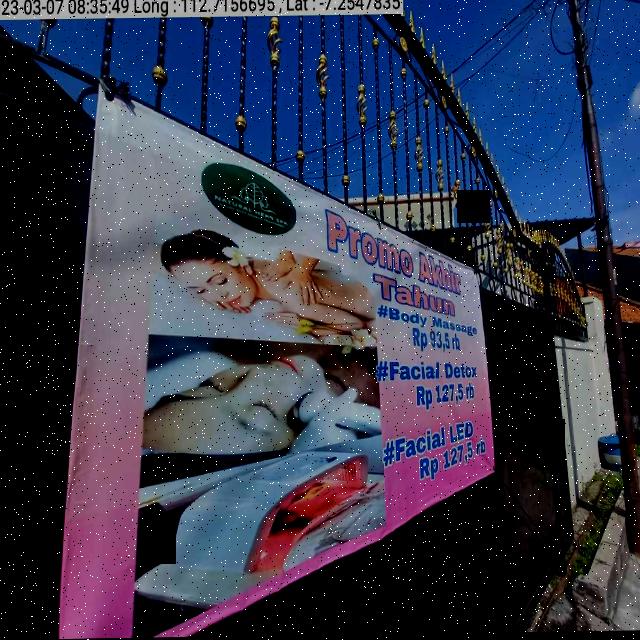 23-03-07 08:35:49 Long : 112.7156695 , Lat : -7.2547835
Promo Akhir
Tahun
#Body Massage
Rp 93,5 rb
#Facial Detox
Rp 127,5 rb
#Facial LED
Rp 127,5 rb